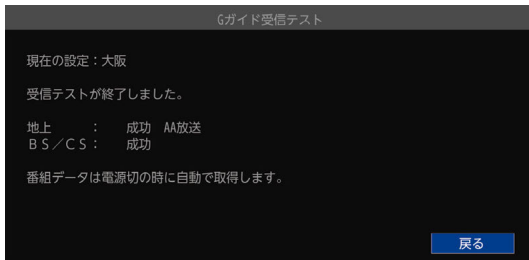 Gガイド受信テスト
現在の設定：大阪
受信テストが終了しました。
地上　　：　　成功　AA放送
ＢＳ／ＣＳ：　　成功
番組データは電源切の時に自動で取得します。
戻る